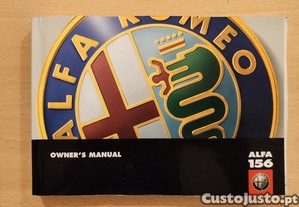 ALFA ROMEO
OWNER'S MANUAL
ALFA
156
CustoJusto.pt